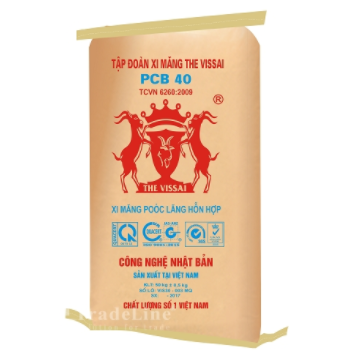 TẬP ĐOÀN XI MĂNG THE VISSAI
PCB 40
TCVN 6260:2009
®
THE VISSAI
XI MĂNG POÓC LĂNG HỖN HỢP
CÔNG NGHỆ NHẬT BẢN
SẢN XUẤT TẠI VIỆT NAM
CHẤT LƯỢNG SỐ 1 VIỆT NAM
TradeLine